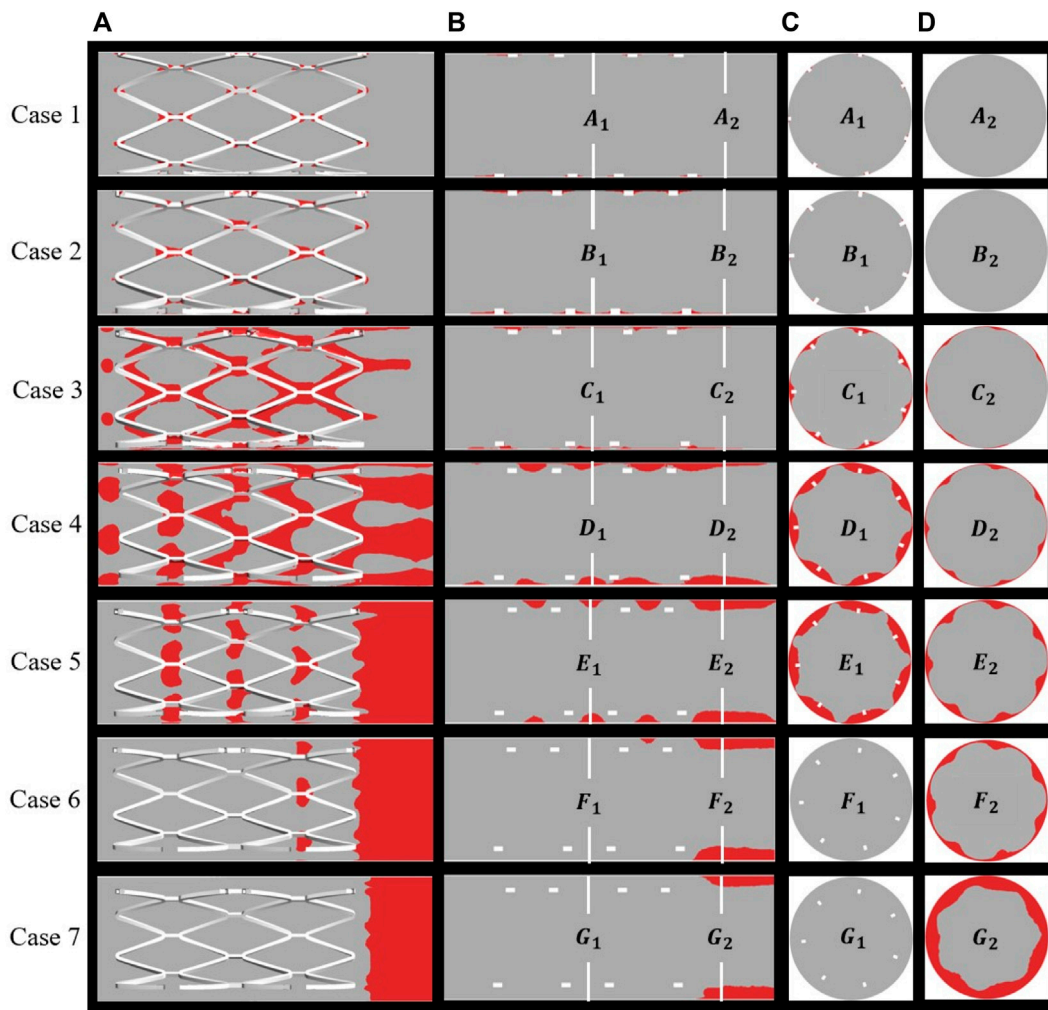 A B C D
Case 1 A₁ A₂ A₁ A₂
Case 2 B₁ B₂ B₁ B₂
Case 3 C₁ C₂ C₁ C₂
Case 4 D₁ D₂ D₁ D₂
Case 5 E₁ E₂ E₁ E₂
Case 6 F₁ F₂ F₁ F₂
Case 7 G₁ G₂ G₁ G₂